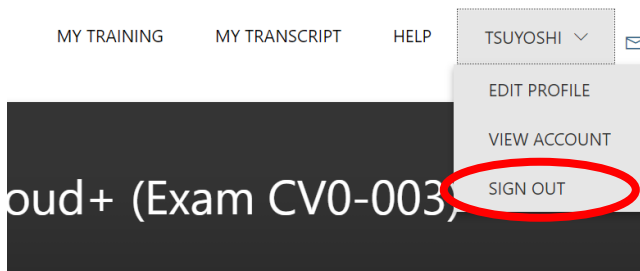 MY TRAINING MY TRANSCRIPT HELP TSUYOSHI
EDIT PROFILE
VIEW ACCOUNT
SIGN OUT
oud+ (Exam CV0-003)